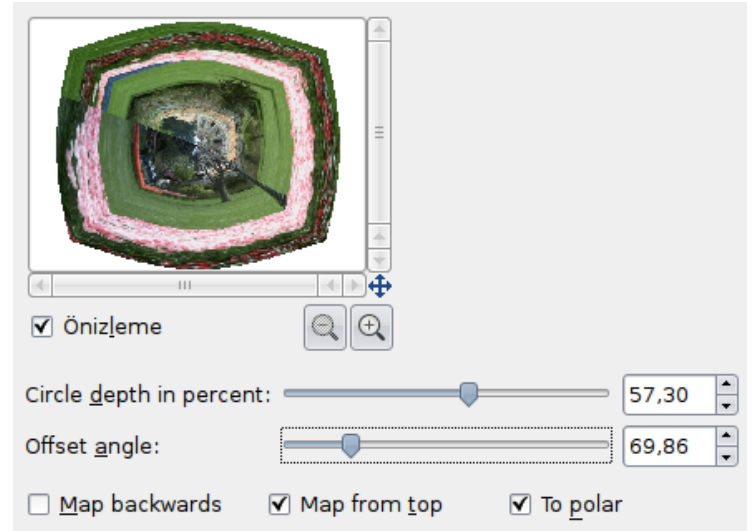 Önizleme
Circle depth in percent: 57,30
Offset angle: 69,86
Map backwards Map from top To polar